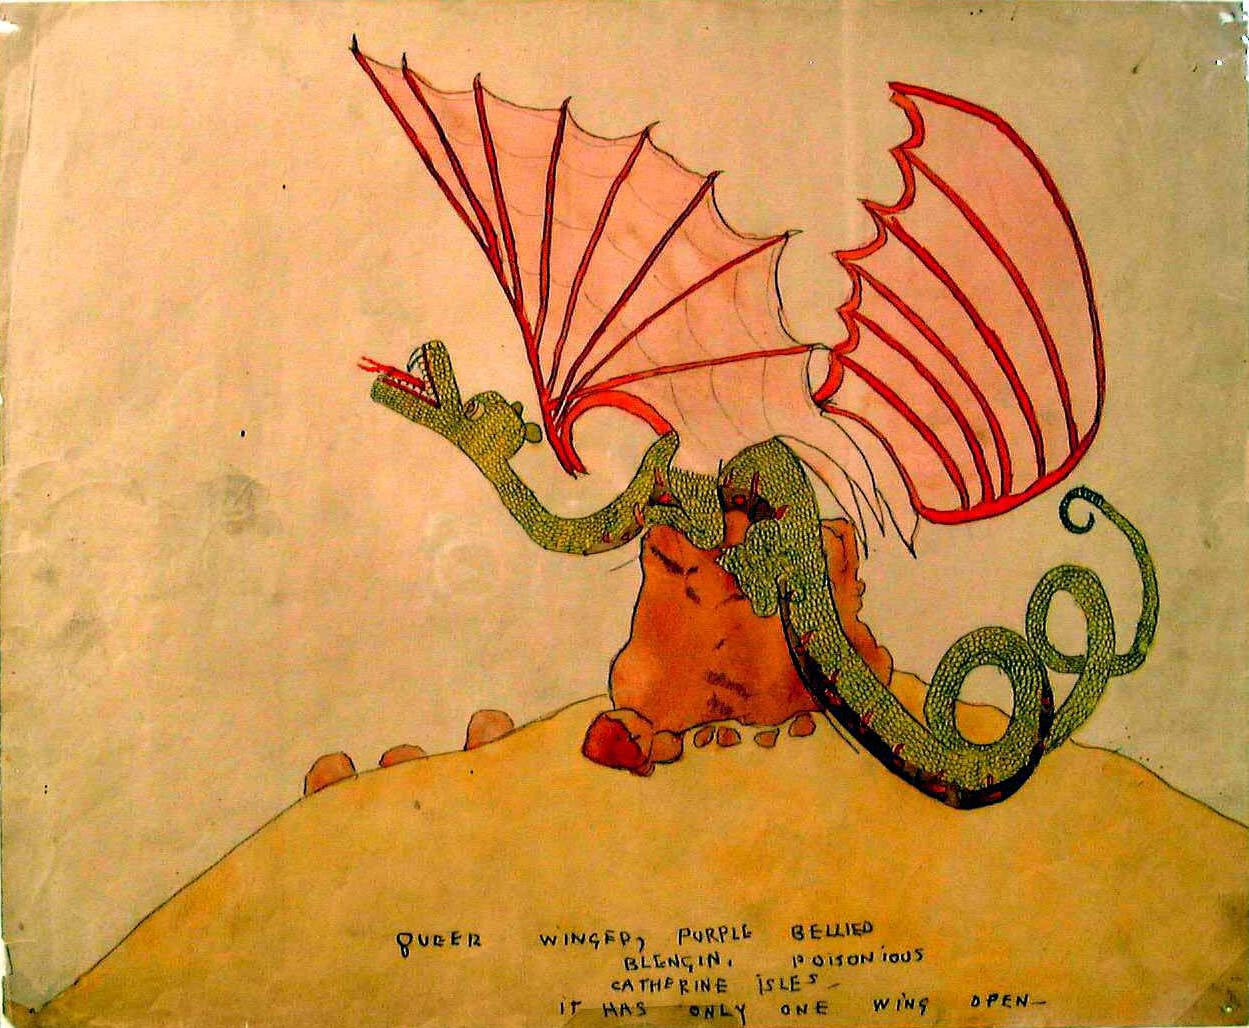 QUEER WINGED, PURPLE BELLIED
BLENGIN. POISONIOUS
CATHERINE ISLES-
IT HAS ONLY ONE WING OPEN-